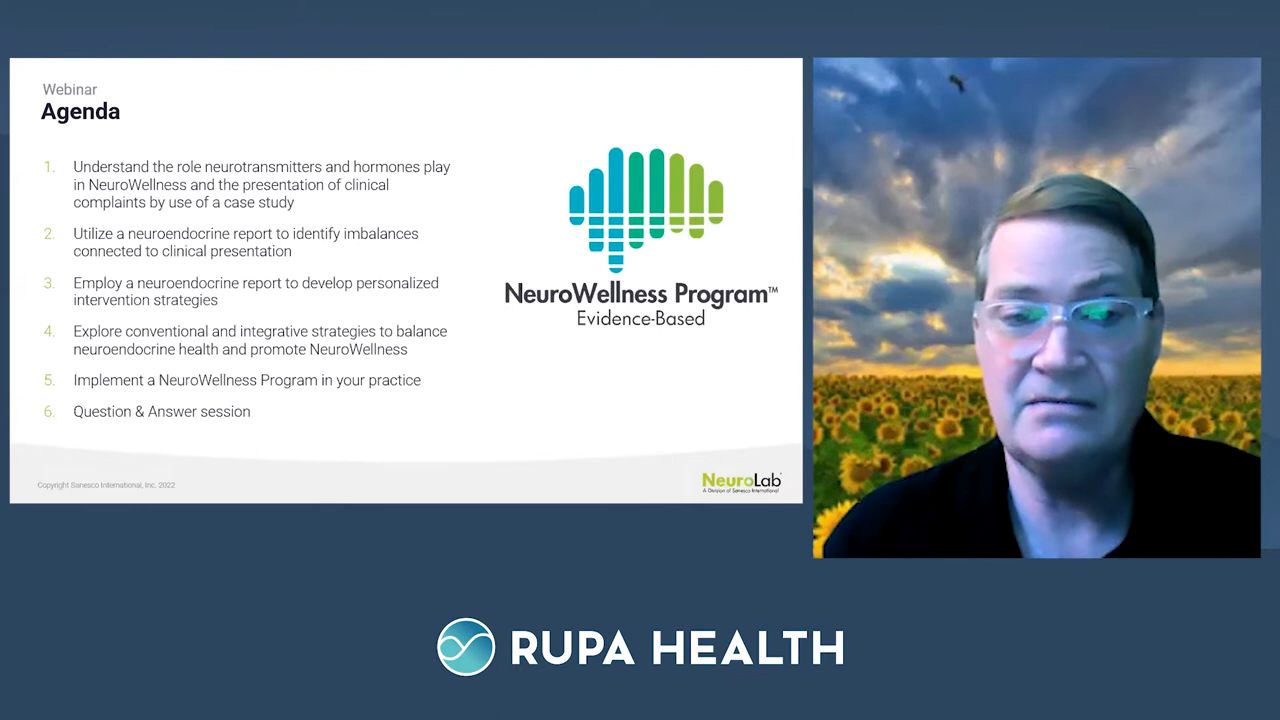 Webinar
Agenda
1. Understand the role neurotransmitters and hormones play
in NeuroWellness and the presentation of clinical
complaints by use of a case study
2. Utilize a neuroendocrine report to identify imbalances
connected to clinical presentation
3. Employ a neuroendocrine report to develop personalized
intervention strategies
4. Explore conventional and integrative strategies to balance
neuroendocrine health and promote NeuroWellness
5. Implement a NeuroWellness Program in your practice
6. Question & Answer session
NeuroWellness Program™
Evidence-Based
Copyright Sanesco International, Inc. 2022
NeuroLab
A Division of Sanesco International
RUPA HEALTH